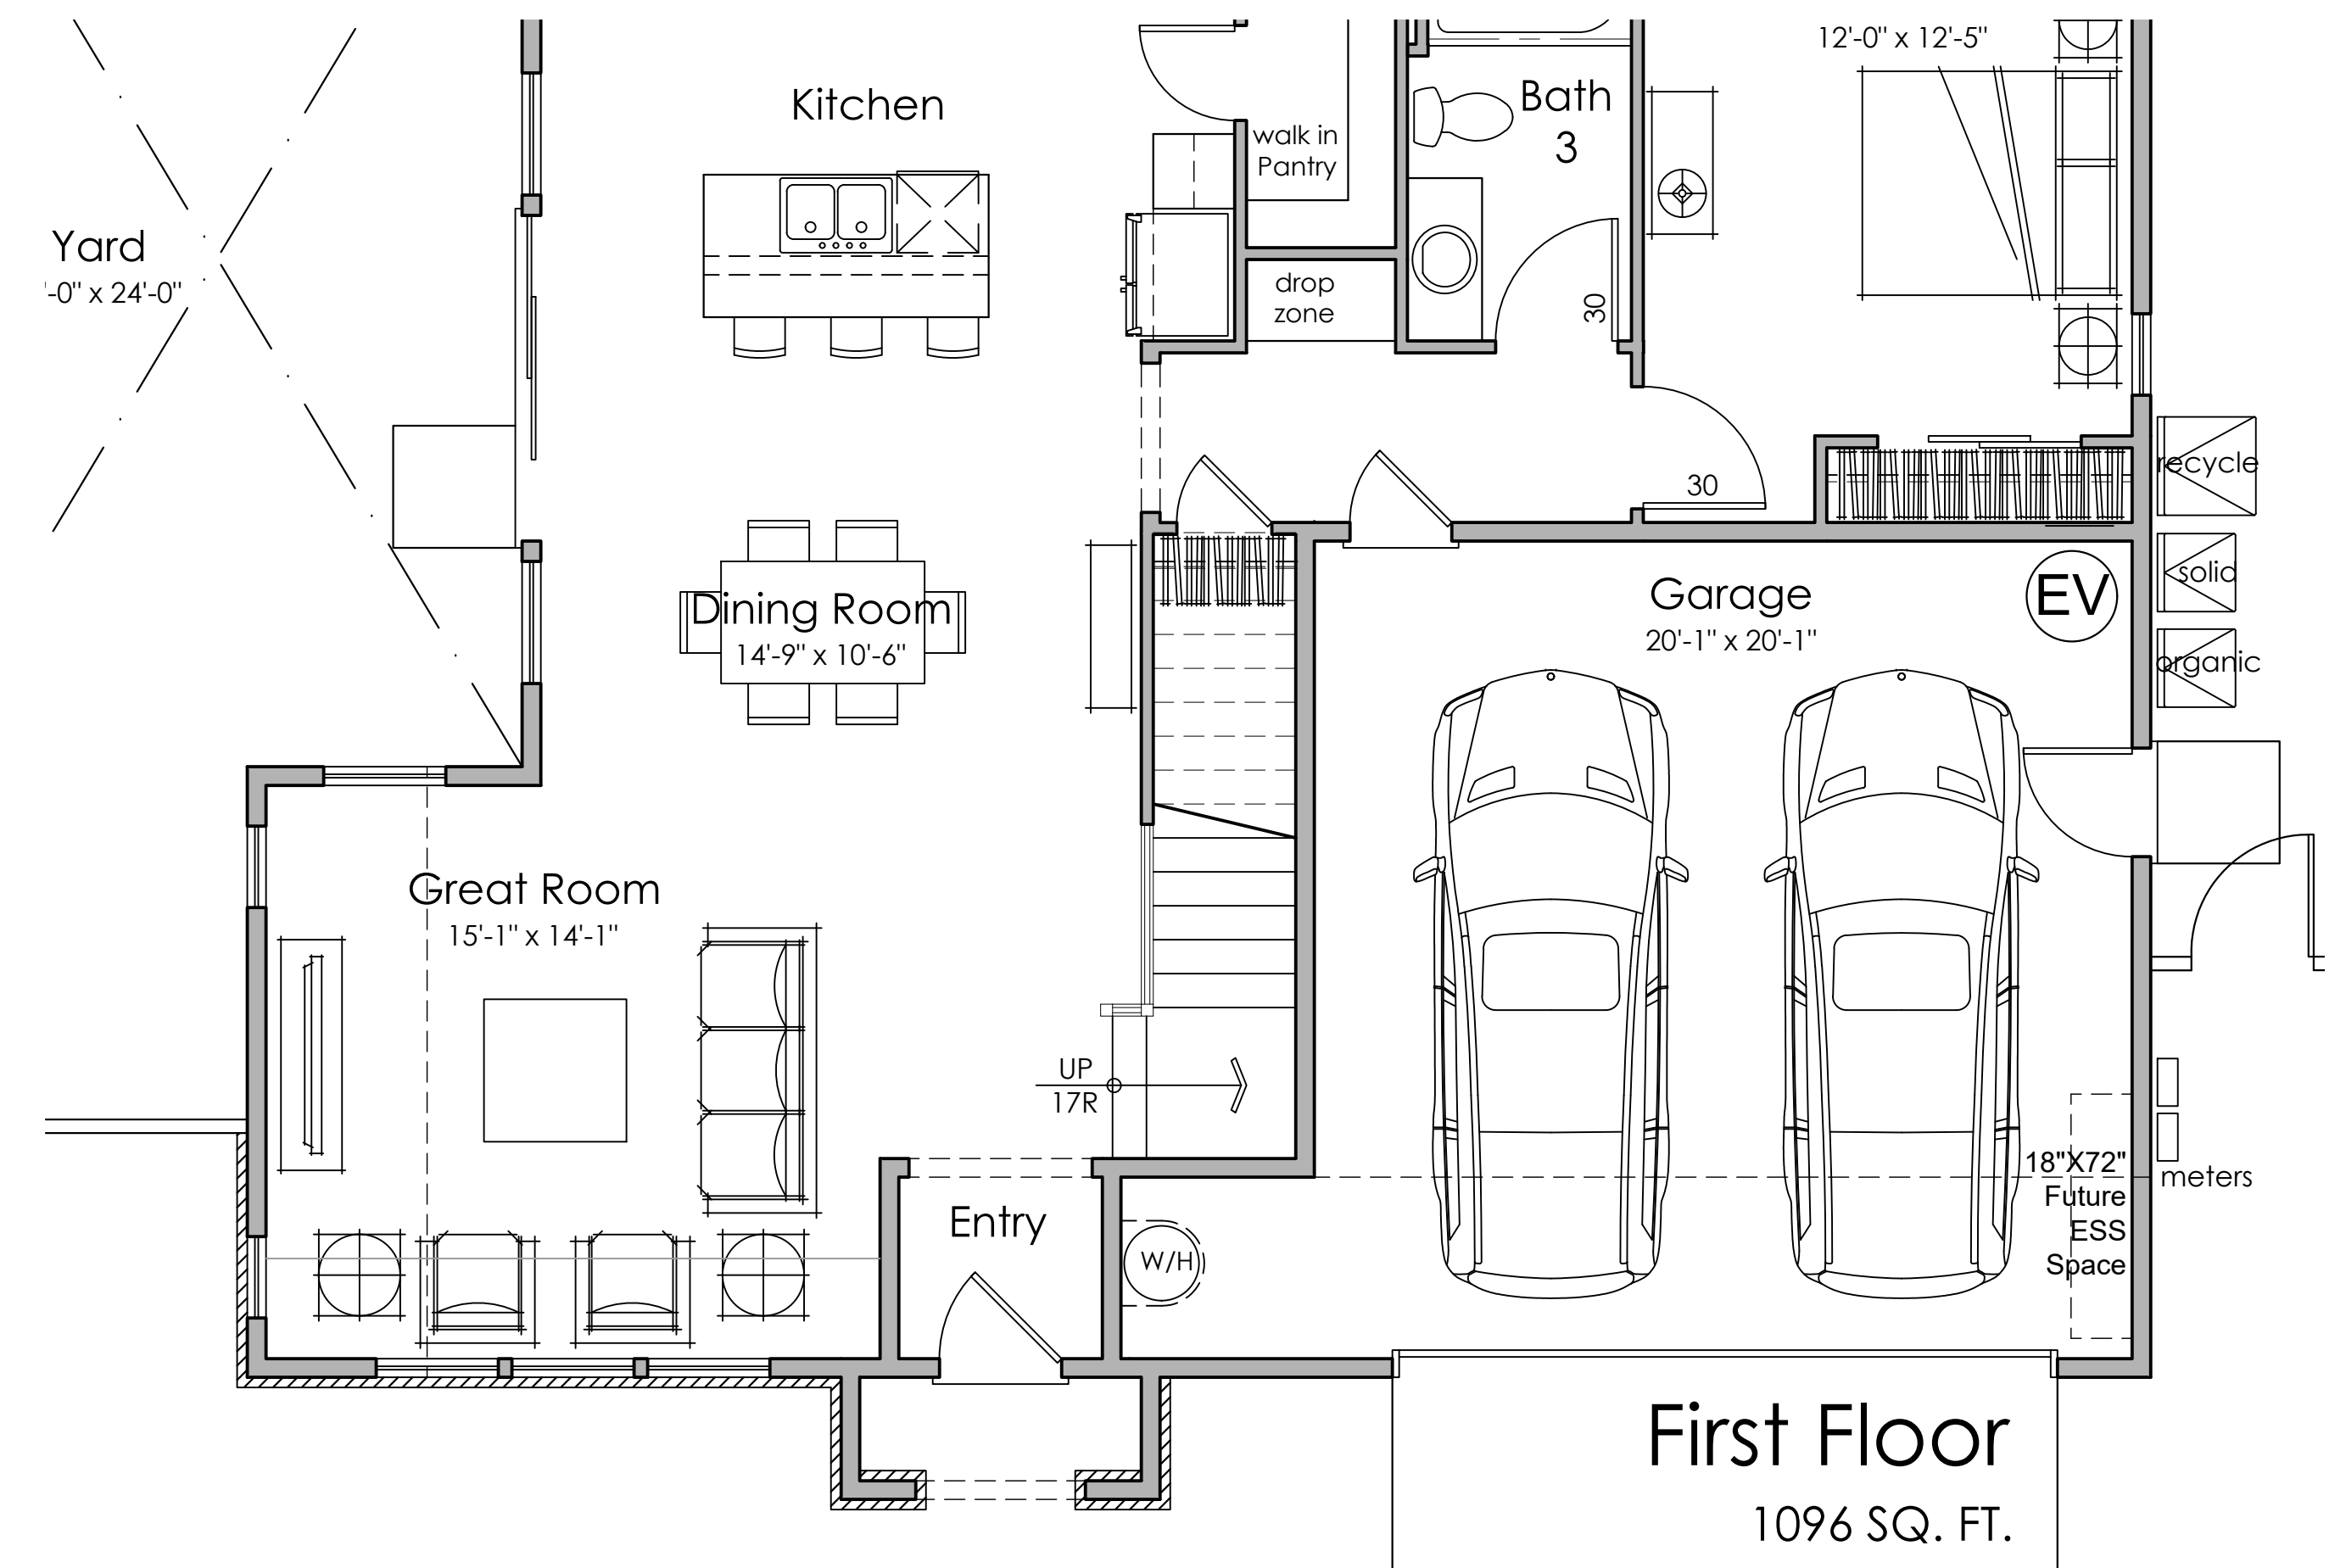 12'-0" x 12'-5"
Kitchen
Bath
3
walk in
Pantry
Yard
'-0" x 24'-0"
drop
zone
30
30
recycle
solid
organic
EV
Garage
20'-1" x 20'-1"
Dining Room
14'-9" x 10'-6"
Great Room
15'-1" x 14'-1"
UP
17R
18"X72"
Future
ESS
Space
meters
Entry
W/H
First Floor
1096 SQ. FT.